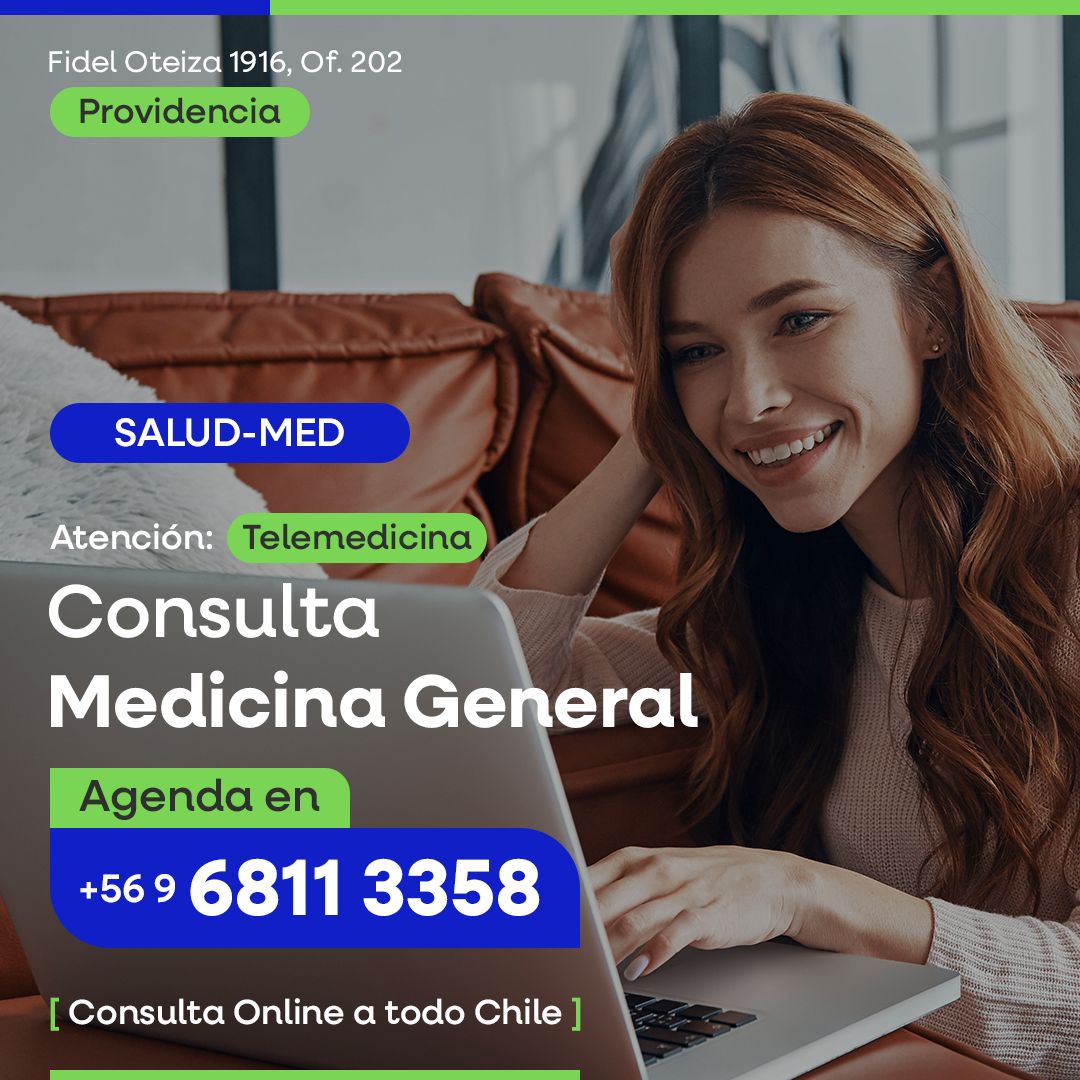 Fidel Oteiza 1916, Of. 202
Providencia
SALUD-MED
Atención: Telemedicina
Consulta
Medicina General
Agenda en
+56 9 6811 3358
[ Consulta Online a todo Chile ]